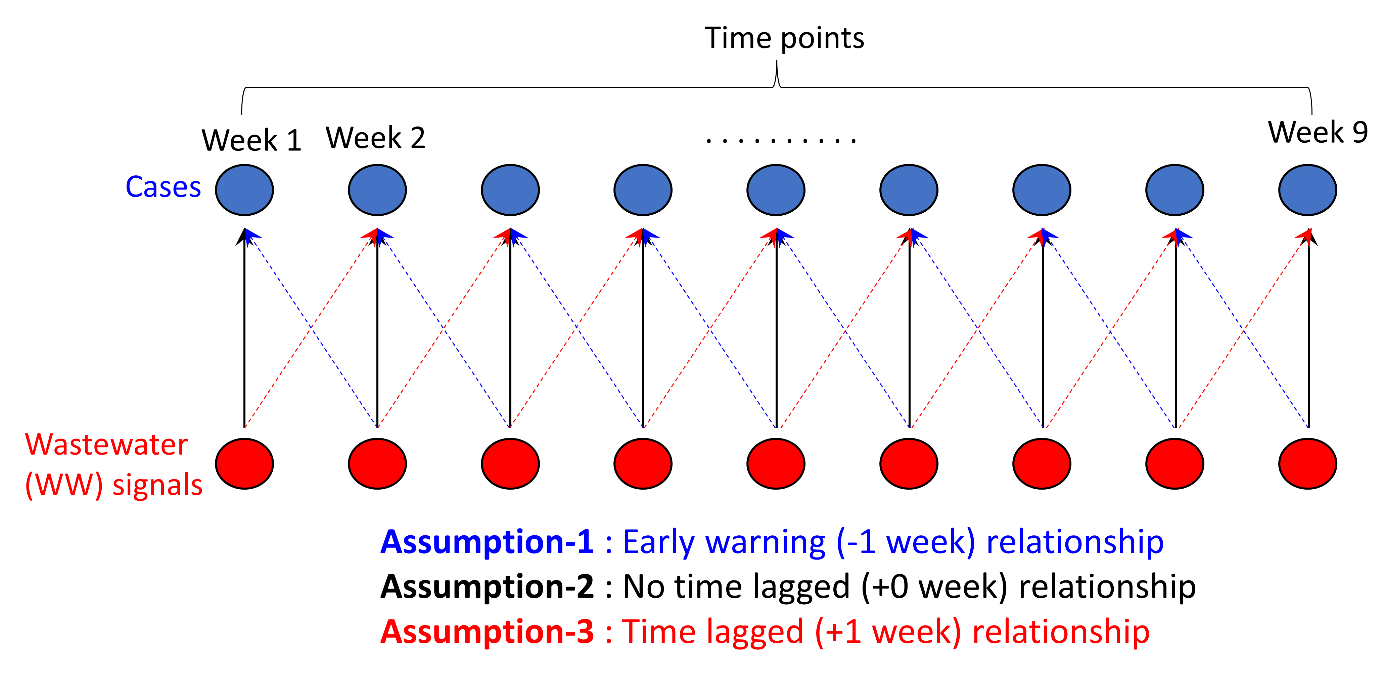 Time points
Week 1 Week 2 . . . . . . . . . . Week 9
Cases
Wastewater
(WW) signals
Assumption-1 : Early warning (-1 week) relationship
Assumption-2 : No time lagged (+0 week) relationship
Assumption-3 : Time lagged (+1 week) relationship